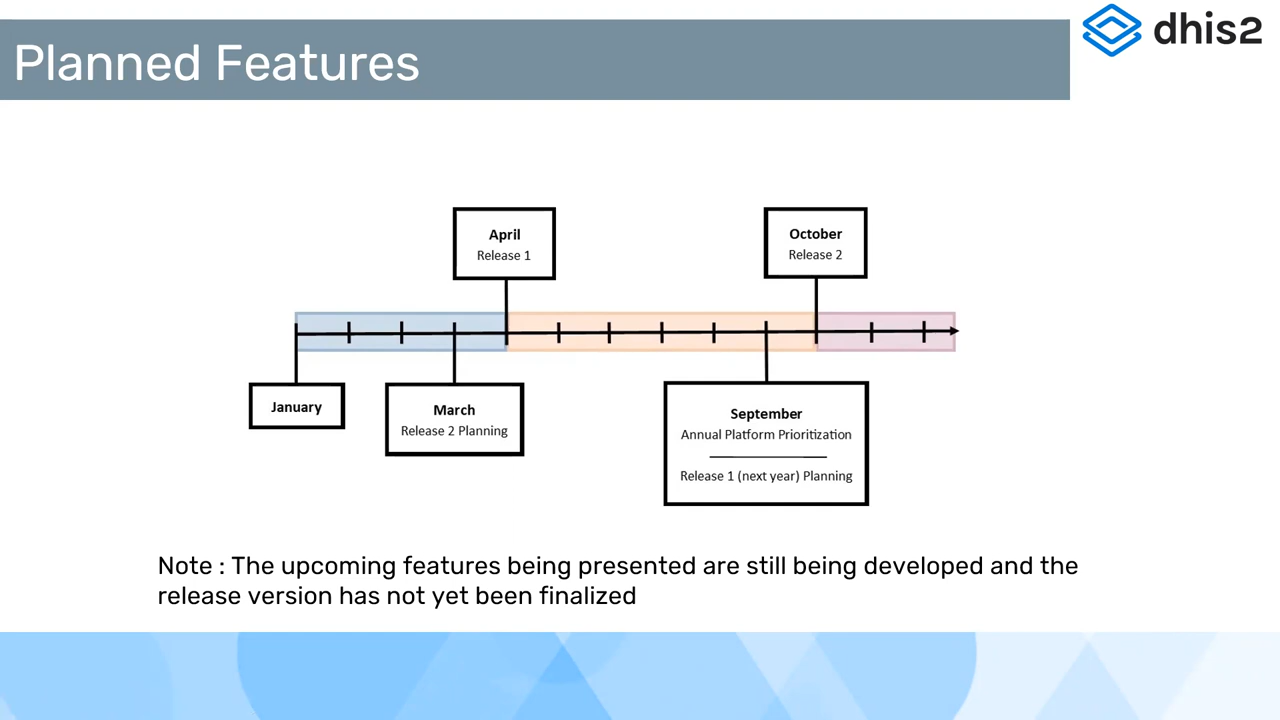 Planned Features
dhis2
April
Release 1
October
Release 2
January
March
Release 2 Planning
September
Annual Platform Prioritization
Release 1 (next year) Planning
Note : The upcoming features being presented are still being developed and the
release version has not yet been finalized